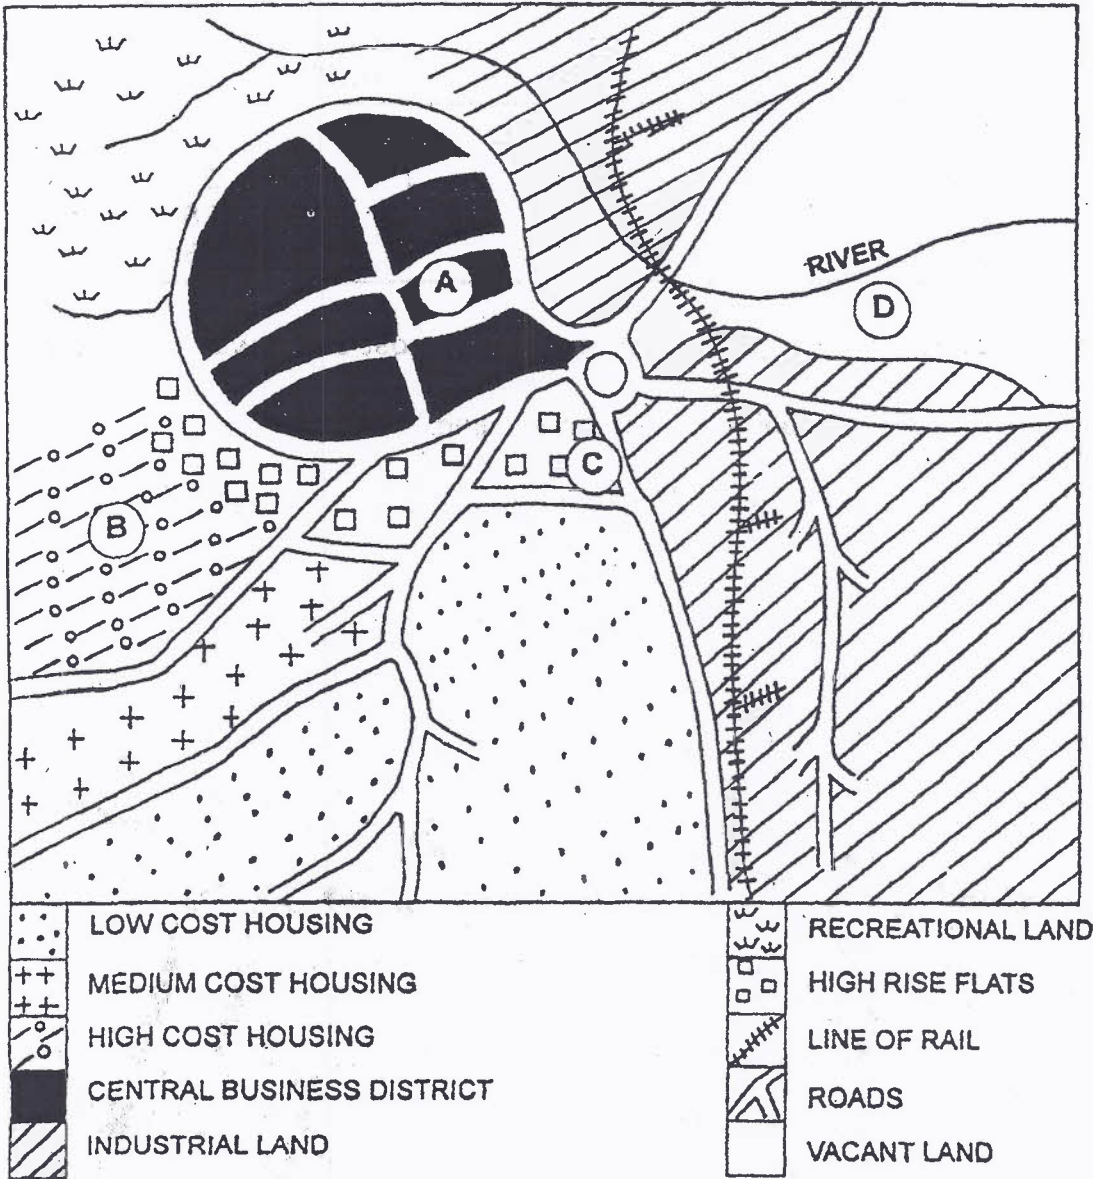 A
RIVER
D
C
B
LOW COST HOUSING
MEDIUM COST HOUSING
HIGH COST HOUSING
CENTRAL BUSINESS DISTRICT
INDUSTRIAL LAND
RECREATIONAL LAND
HIGH RISE FLATS
LINE OF RAIL
ROADS
VACANT LAND